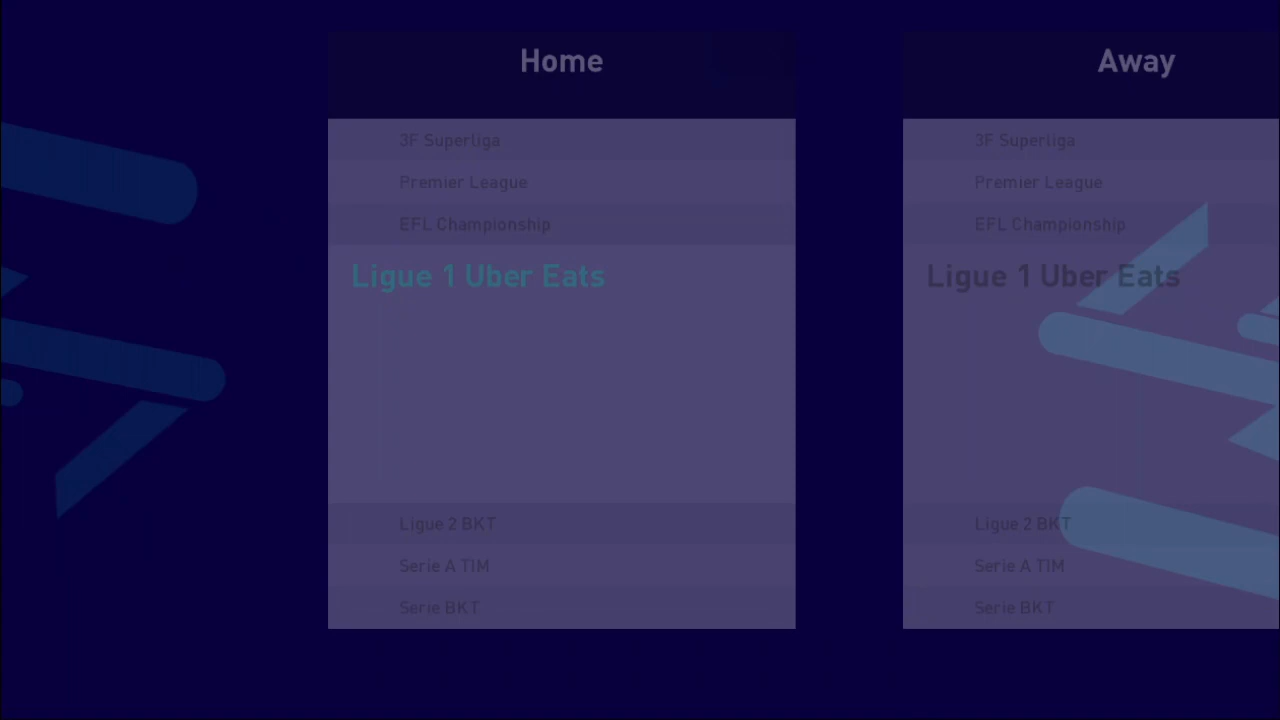 Home
3F Superliga
Premier League
EFL Championship
Ligue 1 Uber Eats
Ligue 2 BKT
Serie A TIM
Serie BKT
Away
3F Superliga
Premier League
EFL Championship
Ligue 1 Uber Eats
Ligue 2 BKT
Serie A TIM
Serie BKT